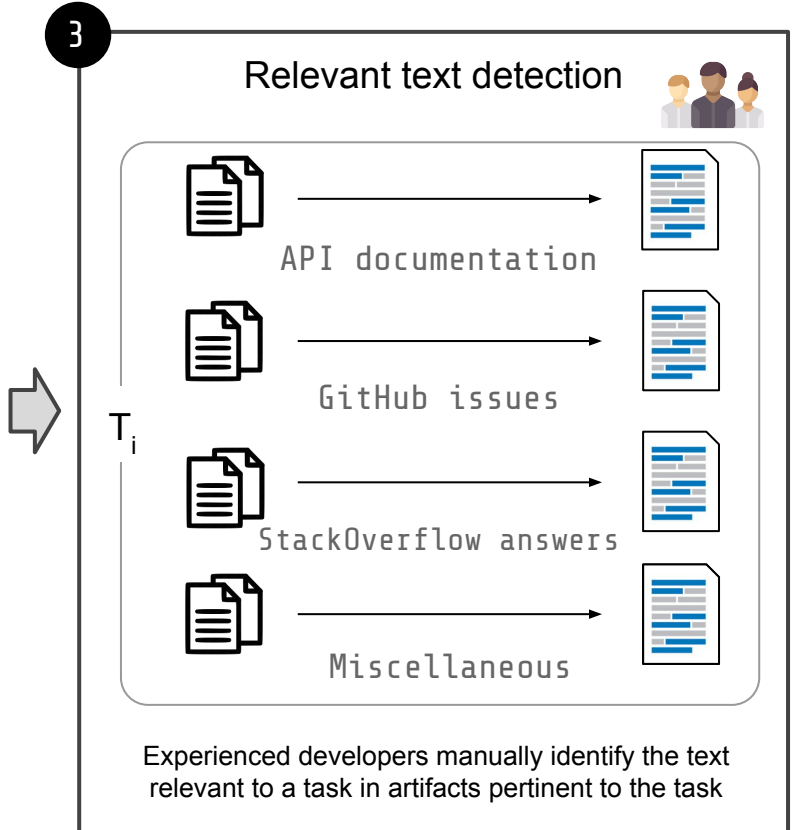 3
Relevant text detection
API documentation
GitHub issues
T_i
StackOverflow answers
Miscellaneous
Experienced developers manually identify the text
relevant to a task in artifacts pertinent to the task